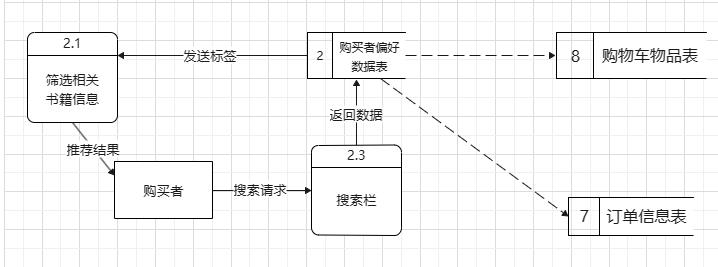 2.1
筛选相关
书籍信息
发送标签
2
购买者偏好
数据表
8
购物车物品表
返回数据
推荐结果
购买者
搜索请求
2.3
搜索栏
7
订单信息表